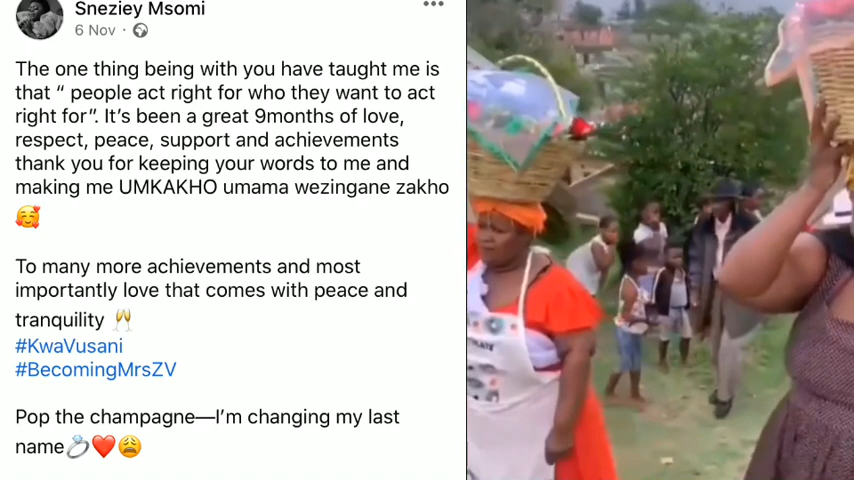 Sneziey Msomi
6 Nov ·
The one thing being with you have taught me is
that “ people act right for who they want to act
right for”. It’s been a great 9months of love,
respect, peace, support and achievements
thank you for keeping your words to me and
making me UMKAKHO umama wezingane zakho
🥰
To many more achievements and most
importantly love that comes with peace and
tranquility 🥂
#KwaVusani
#BecomingMrsZV
Pop the champagne—I’m changing my last
name💍❤️😩